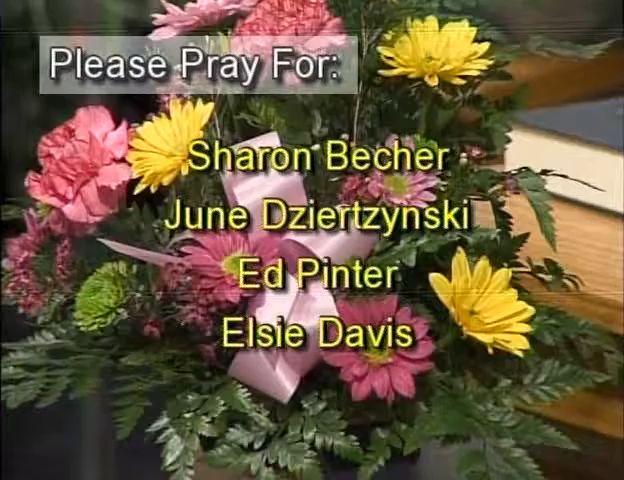 Please Pray For:
Sharon Becher
June Dziertzynski
Ed Pinter
Elsie Davis